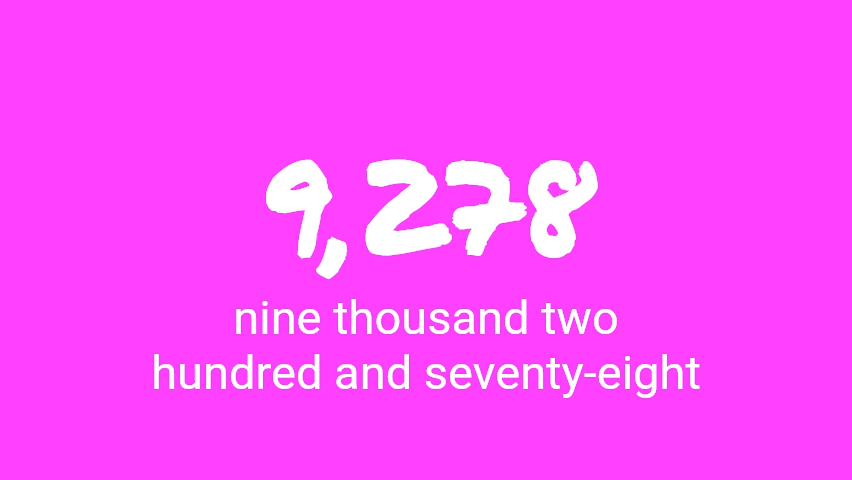 9,278
nine thousand two
hundred and seventy-eight